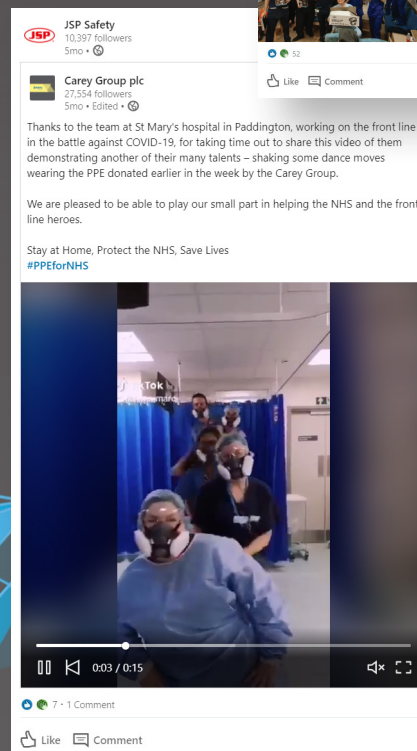 JSP
JSP Safety
10,397 followers
5mo •
52
Like Comment
Carey Group plc
27,554 followers
5mo • Edited •
Thanks to the team at St Mary's hospital in Paddington, working on the front line
in the battle against COVID-19, for taking time out to share this video of them
demonstrating another of their many talents – shaking some dance moves
wearing the PPE donated earlier in the week by the Carey Group.
We are pleased to be able to play our small part in helping the NHS and the front
line heroes.
Stay at Home, Protect the NHS, Save Lives
#PPEforNHS
TikTok
0:03 / 0:15
7 • 1 Comment
Like Comment